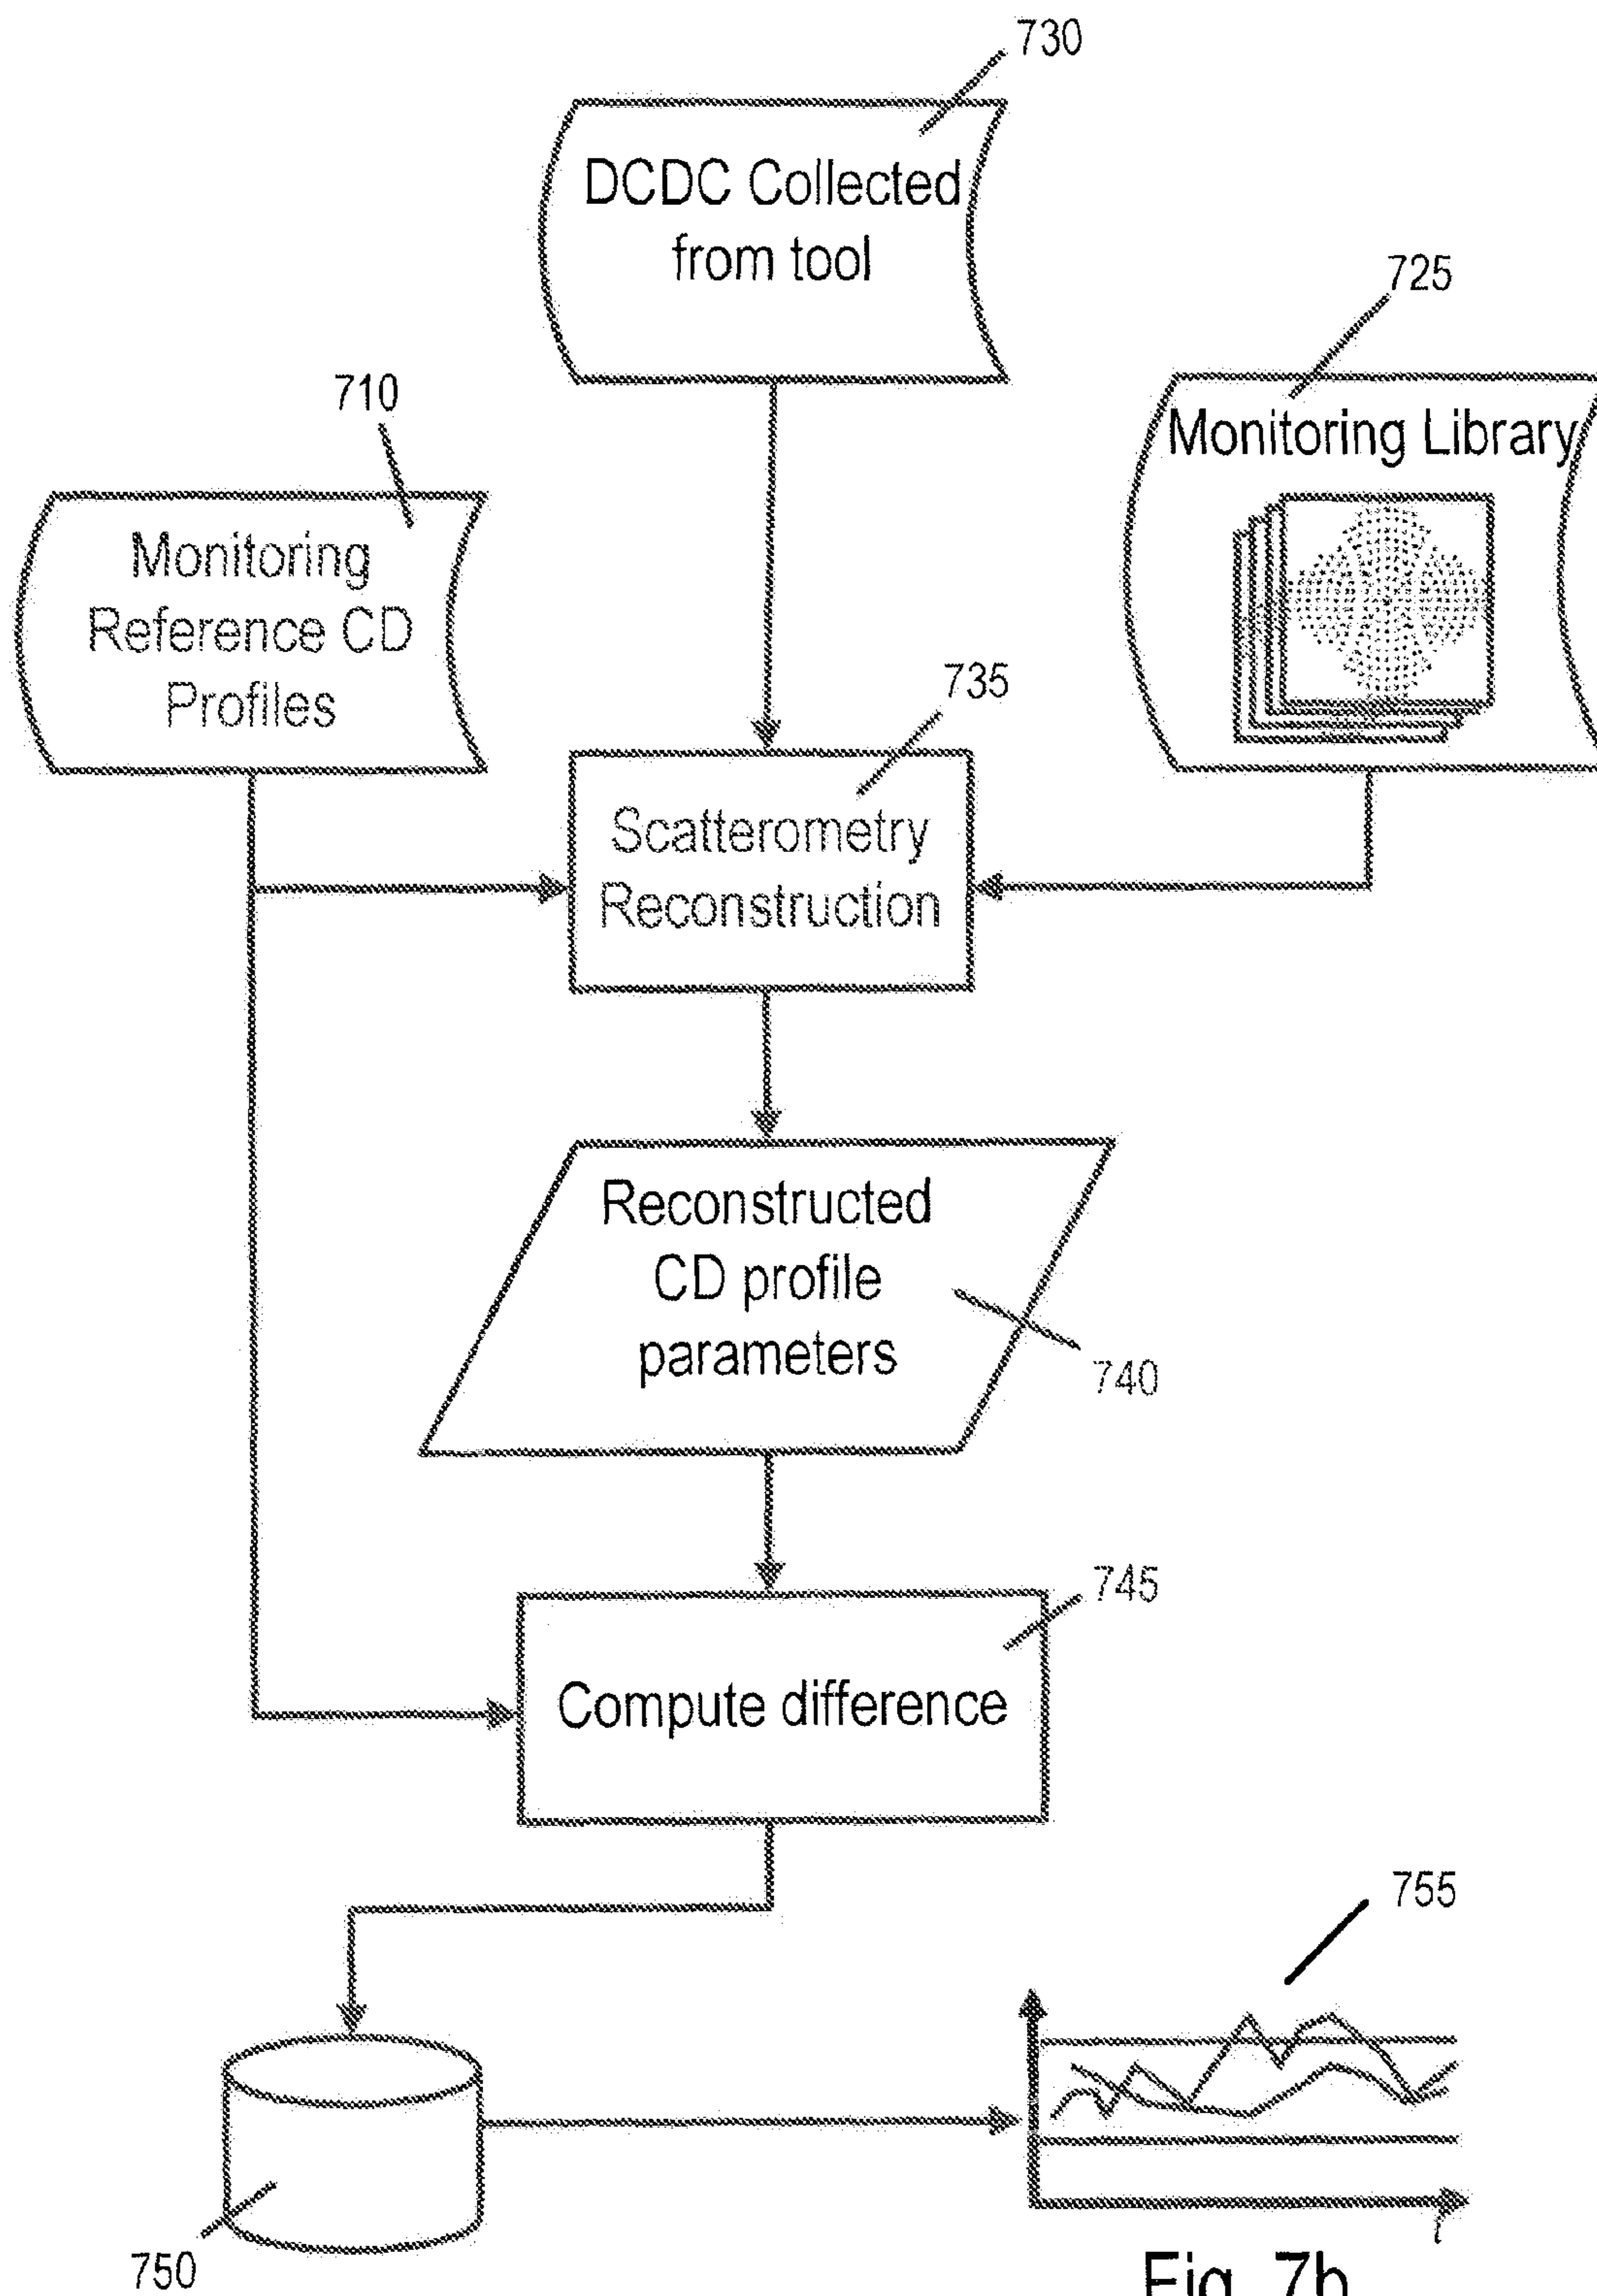 730
DCDC Collected
from tool
725
Monitoring Library
710
Monitoring
Reference CD
Profiles
735
Scatterometry
Reconstruction
Reconstructed
CD profile
parameters
740
745
Compute difference
755
750
Fig. 7b